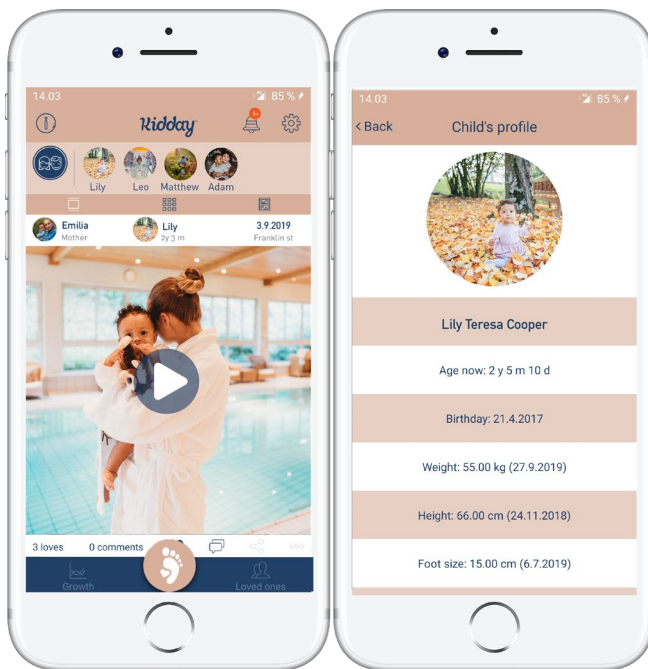 14.03
85 %
Kidday
5+
Lily
Leo
Matthew
Adam
Emilia
Mother
Lily
2y 3 m
3.9.2019
Franklin st
3 loves
0 comments
Growth
Loved ones
14.03
85 %
< Back
Child's profile
Lily Teresa Cooper
Age now: 2 y 5 m 10 d
Birthday: 21.4.2017
Weight: 55.00 kg (27.9.2019)
Height: 66.00 cm (24.11.2018)
Foot size: 15.00 cm (6.7.2019)